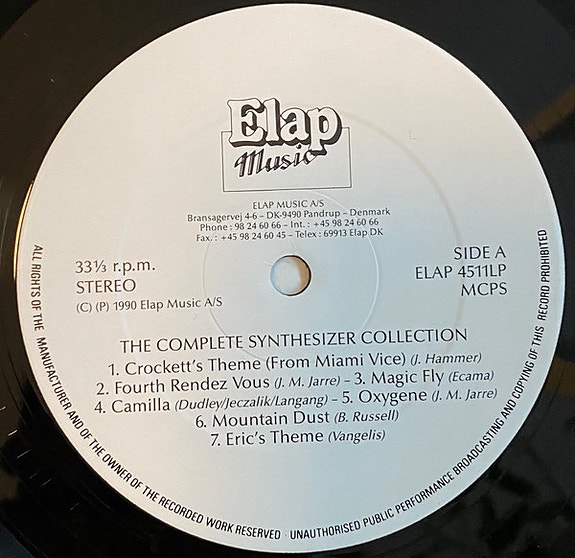 Elap
Music
ELAP MUSIC A/S
Bransagervej 4-6 – DK-9490 Pandrup – Denmark
Phone : 98 24 60 66 – Int. : +45 98 24 60 66
Fax. : +45 98 24 60 45 – Telex : 69913 Elap DK
33⅓ r.p.m.
STEREO
(C) (P) 1990 Elap Music A/S
SIDE A
ELAP 4511LP
MCPS
THE COMPLETE SYNTHESIZER COLLECTION
1. Crockett's Theme (From Miami Vice) (J. Hammer)
2. Fourth Rendez Vous (J. M. Jarre) – 3. Magic Fly (Ecama)
4. Camilla (Dudley/Jeczalik/Langang) – 5. Oxygene (J. M. Jarre)
6. Mountain Dust (B. Russell)
7. Eric's Theme (Vangelis)
ALL RIGHTS OF THE MANUFACTURER AND OF THE OWNER OF THE RECORDED WORK RESERVED · UNAUTHORISED PUBLIC PERFORMANCE BROADCASTING AND COPYING OF THIS RECORD PROHIBITED